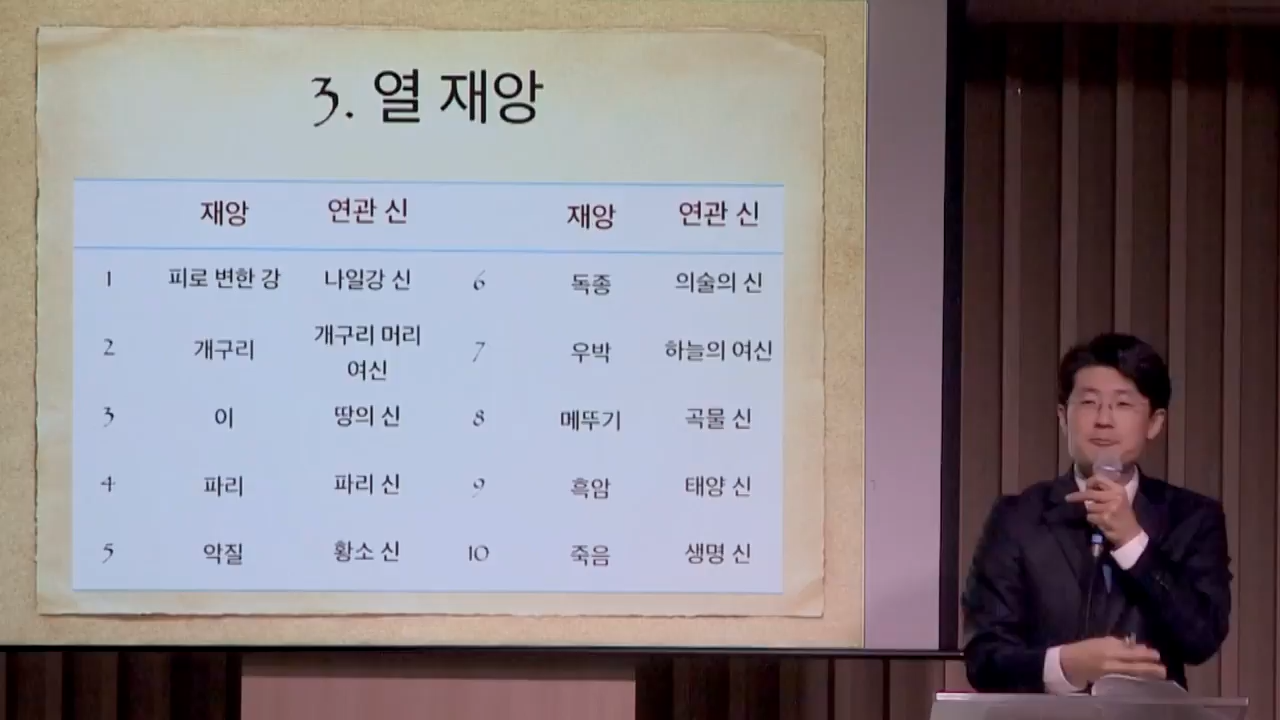 3. 열 재앙
재앙 연관 신 재앙 연관 신
1 피로 변한 강 나일강 신 6 독종 의술의 신
2 개구리 개구리 머리 여신 7 우박 하늘의 여신
3 이 땅의 신 8 메뚜기 곡물 신
4 파리 파리 신 9 흑암 태양 신
5 악질 황소 신 10 죽음 생명 신